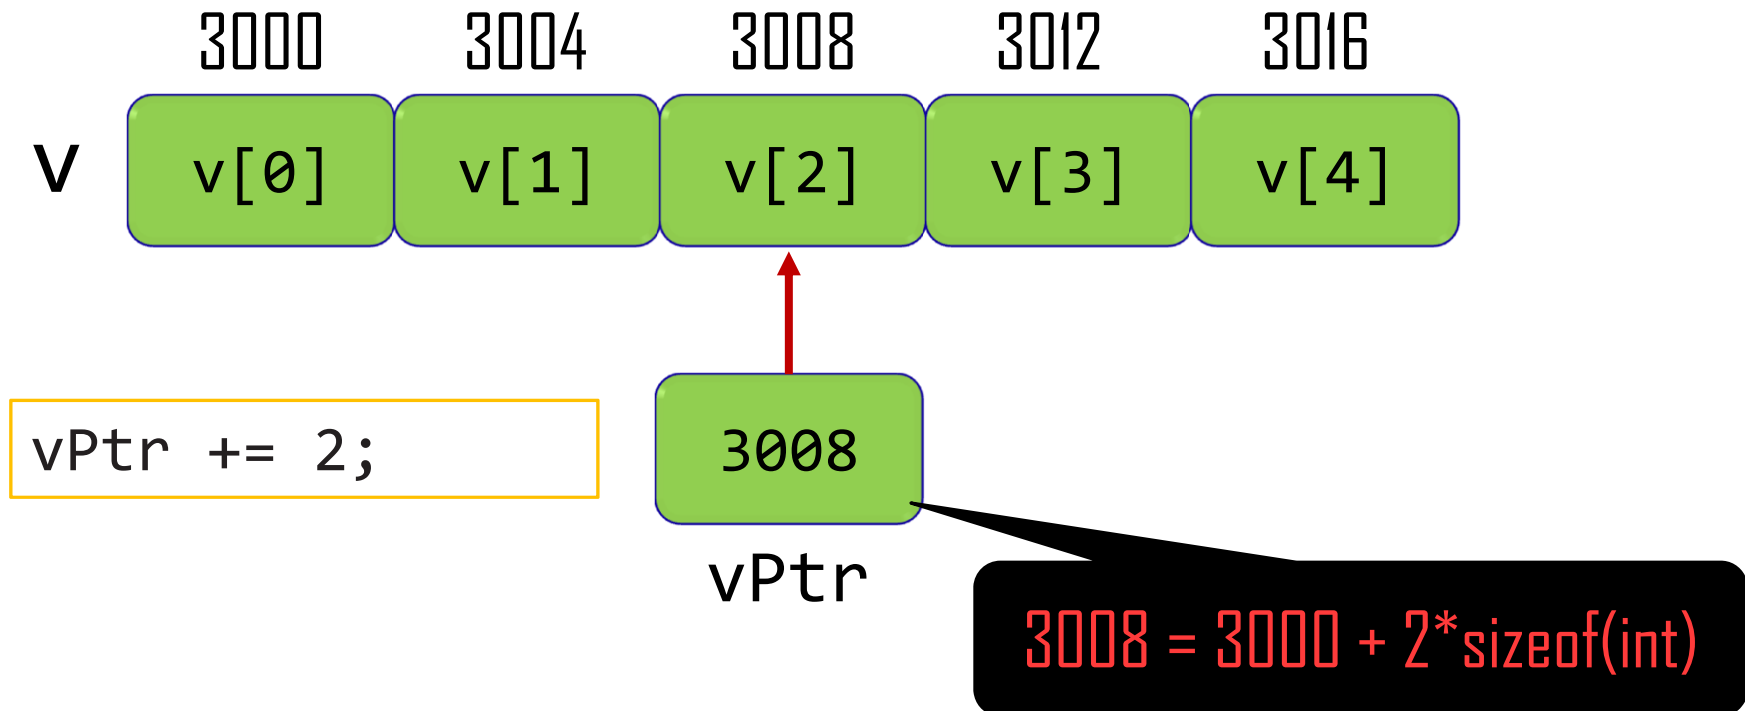 3000 3004 3008 3012 3016
v v[0] v[1] v[2] v[3] v[4]
vPtr += 2;
3008
vPtr
3008 = 3000 + 2*sizeof(int)